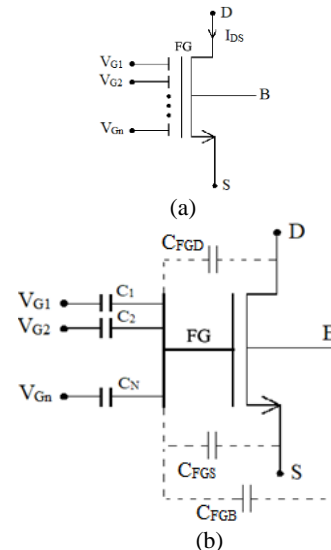 D
I_DS
FG
V_G1
V_G2
V_Gn
B
S
(a)
D
C_FGD
V_G1
C_1
V_G2
C_2
FG
B
V_Gn
C_N
C_FGS
S
C_FGB
(b)